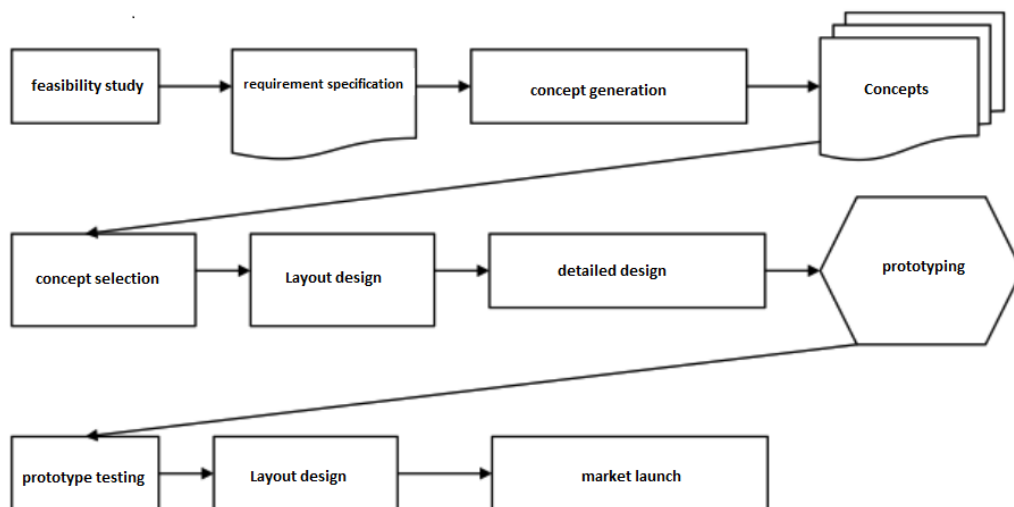 feasibility study
requirement specification
concept generation
Concepts
concept selection
Layout design
detailed design
prototyping
prototype testing
Layout design
market launch